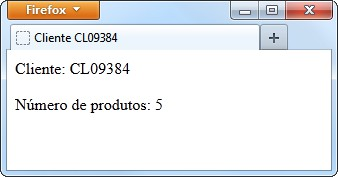 Firefox
Cliente CL09384
Cliente: CL09384
Número de produtos: 5